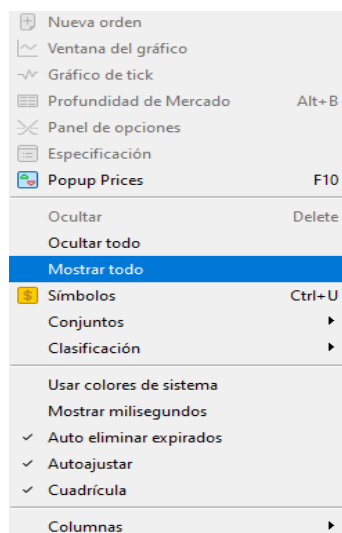 Nueva orden
Ventana del gráfico
Gráfico de tick
Profundidad de Mercado Alt+B
Panel de opciones
Especificación
Popup Prices F10
Ocultar Delete
Ocultar todo
Mostrar todo
Símbolos Ctrl+U
Conjuntos
Clasificación
Usar colores de sistema
Mostrar milisegundos
Auto eliminar expirados
Autoajustar
Cuadrícula
Columnas